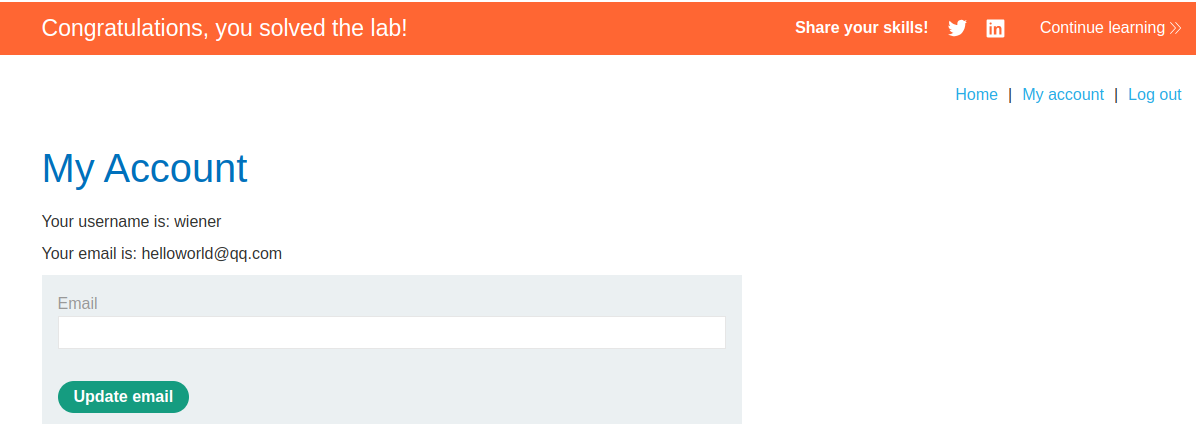 Congratulations, you solved the lab!
Share your skills!
Continue learning
Home | My account | Log out
My Account
Your username is: wiener
Your email is: helloworld@qq.com
Email
Update email